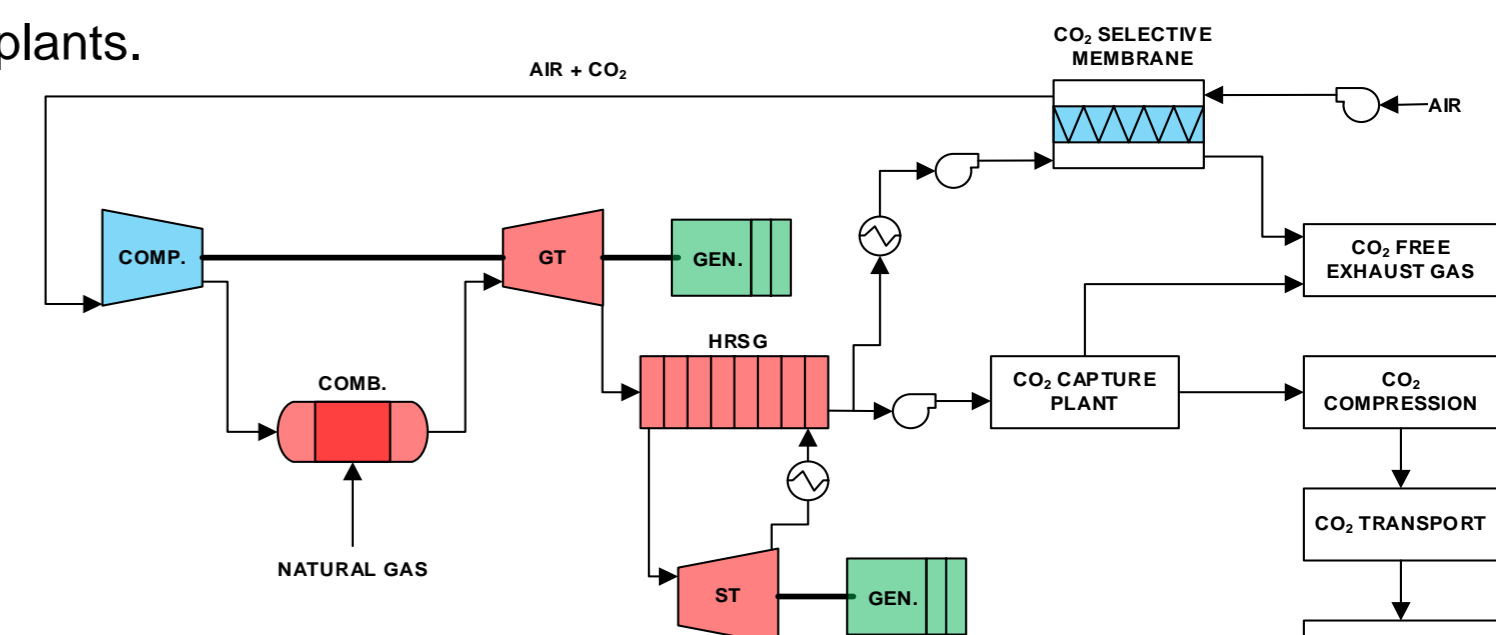 plants.
CO₂ SELECTIVE
MEMBRANE
AIR + CO₂
AIR
COMP.
GT
GEN.
CO₂ FREE
EXHAUST GAS
HRSG
COMB.
CO₂ CAPTURE
PLANT
CO₂
COMPRESSION
CO₂ TRANSPORT
NATURAL GAS
ST
GEN.